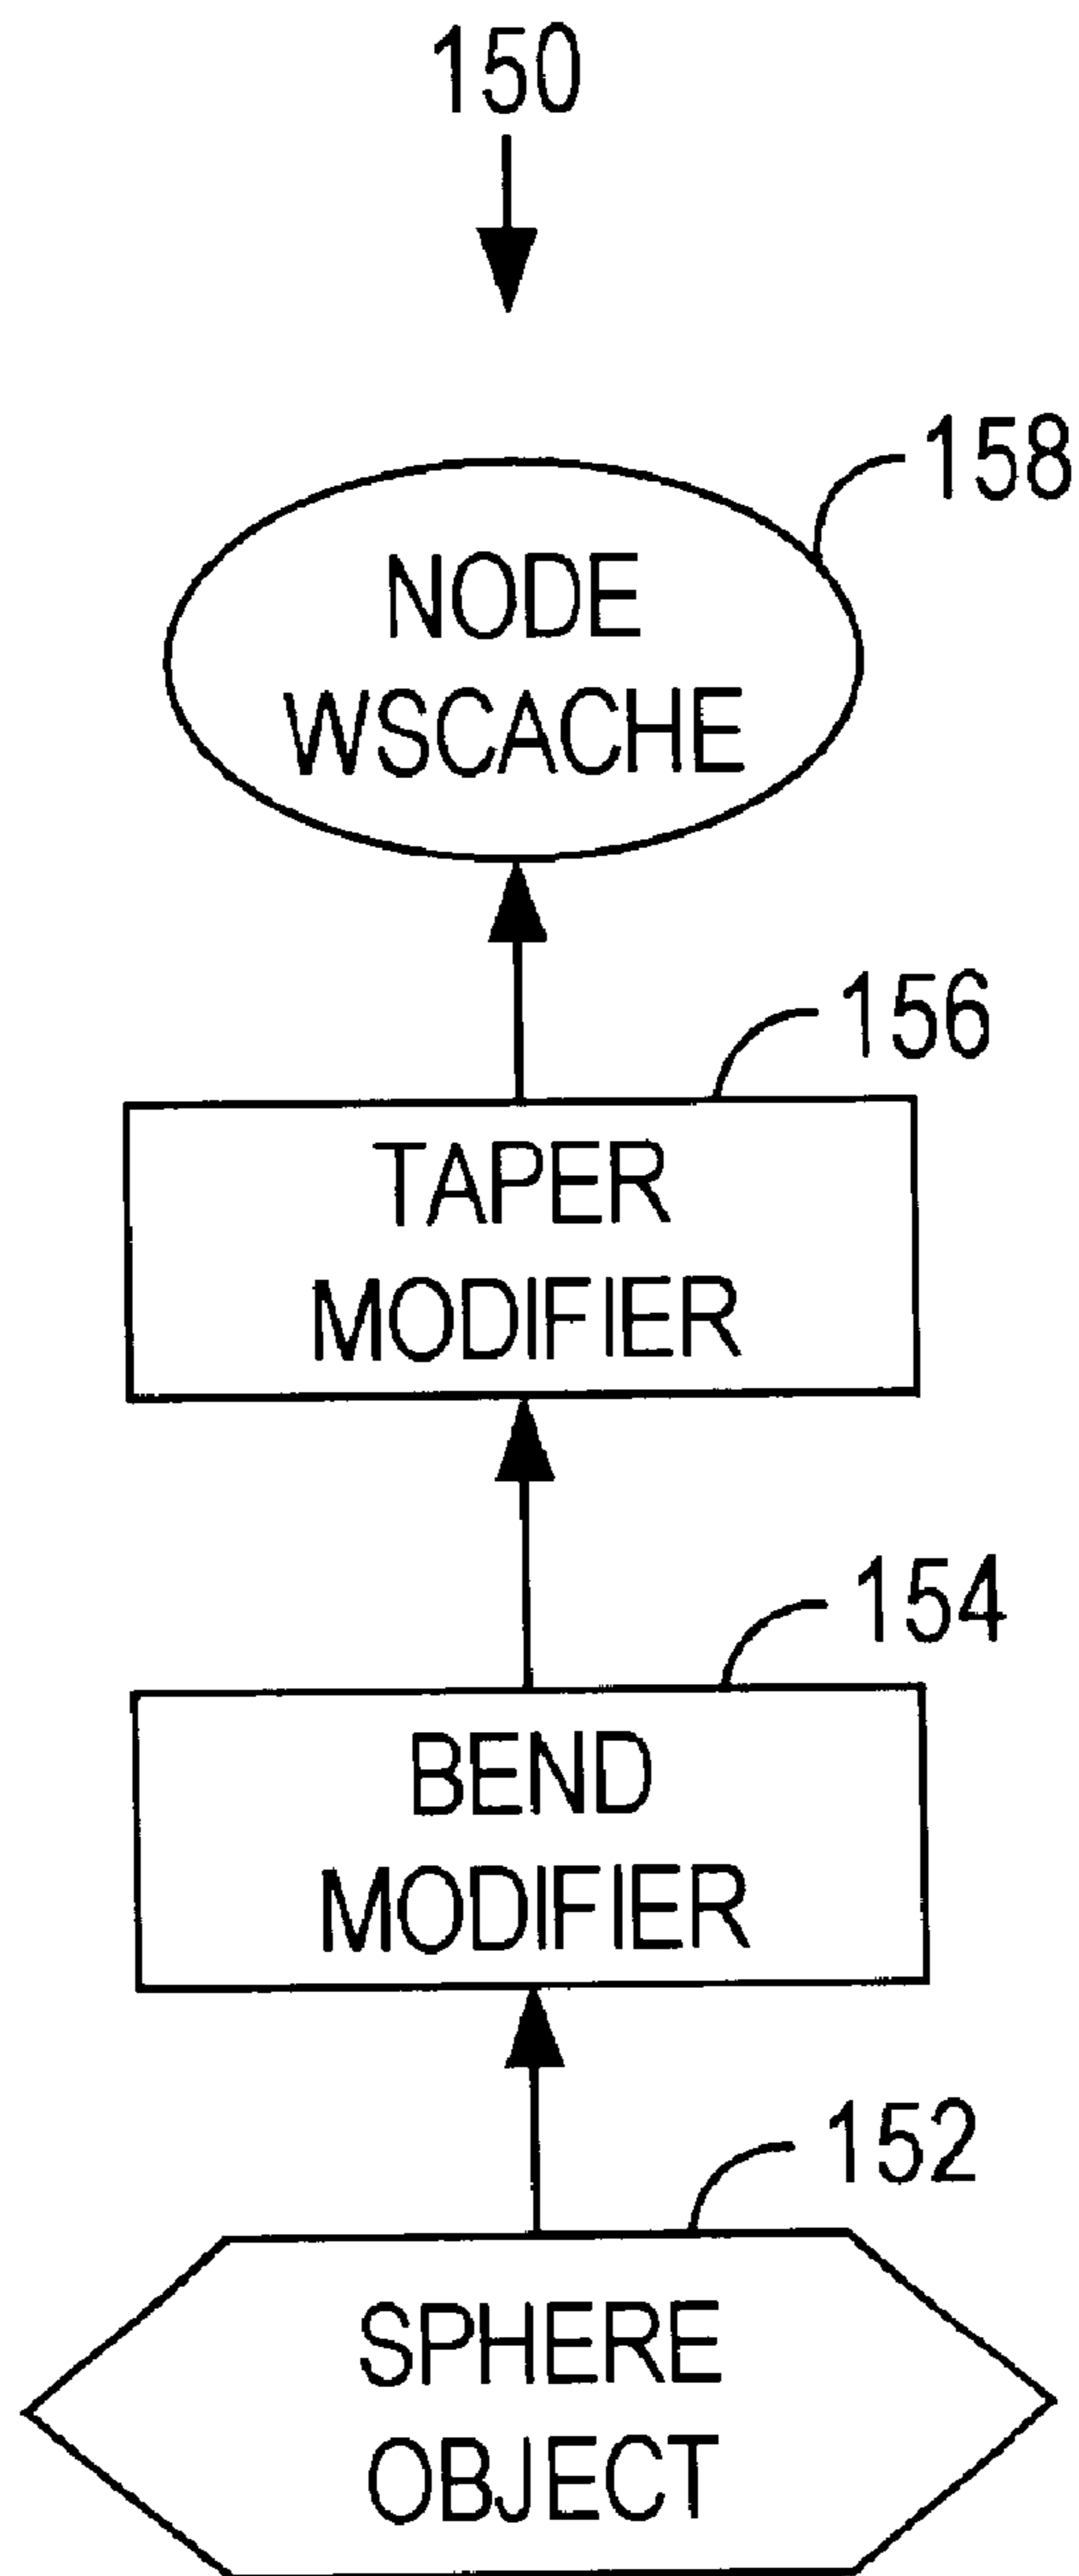 150
158
NODE
WSCACHE
156
TAPER
MODIFIER
154
BEND
MODIFIER
152
SPHERE
OBJECT